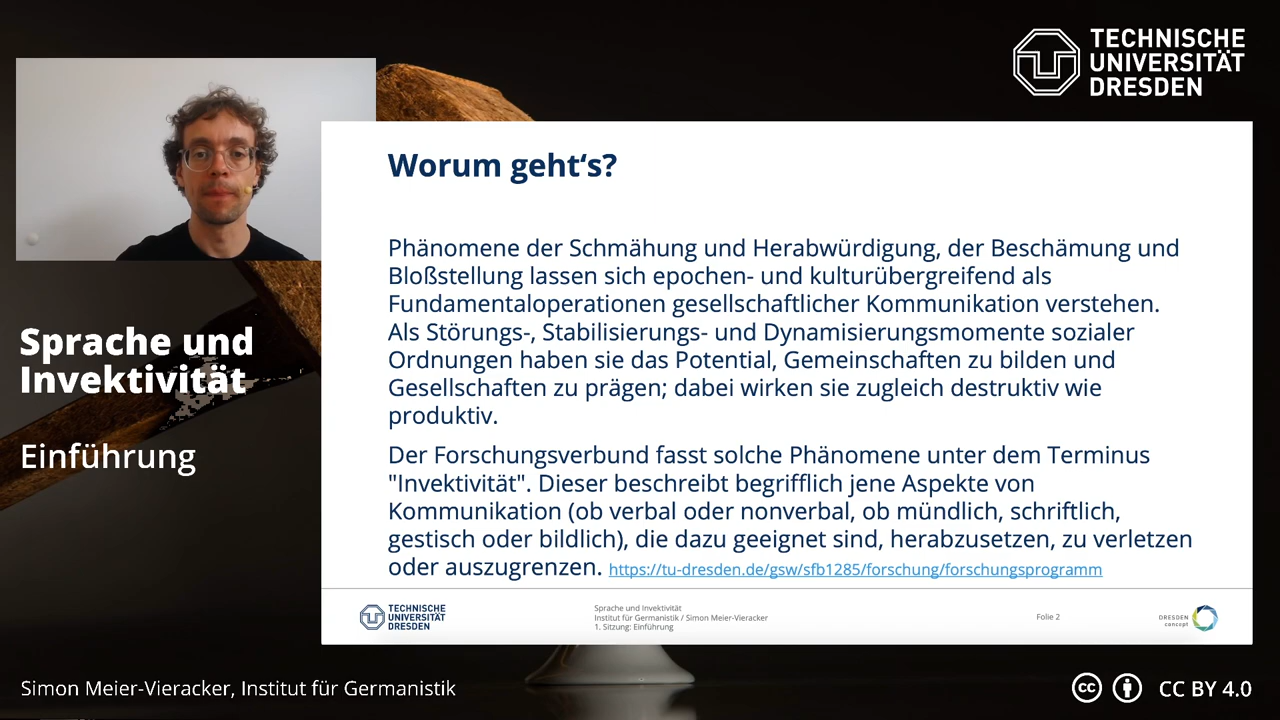 TECHNISCHE
UNIVERSITÄT
DRESDEN
Worum geht‘s?
Phänomene der Schmähung und Herabwürdigung, der Beschämung und
Bloßstellung lassen sich epochen- und kulturübergreifend als
Fundamentaloperationen gesellschaftlicher Kommunikation verstehen.
Als Störungs-, Stabilisierungs- und Dynamisierungsmomente sozialer
Ordnungen haben sie das Potential, Gemeinschaften zu bilden und
Gesellschaften zu prägen; dabei wirken sie zugleich destruktiv wie
produktiv.
Der Forschungsverbund fasst solche Phänomene unter dem Terminus
"Invektivität". Dieser beschreibt begrifflich jene Aspekte von
Kommunikation (ob verbal oder nonverbal, ob mündlich, schriftlich,
gestisch oder bildlich), die dazu geeignet sind, herabzusetzen, zu verletzen
oder auszugrenzen. https://tu-dresden.de/gsw/sfb1285/forschung/forschungsprogramm
Sprache und
Invektivität
Einführung
TECHNISCHE
UNIVERSITÄT
DRESDEN
Sprache und Invektivität
Institut für Germanistik / Simon Meier-Vieracker
1. Sitzung: Einführung
Folie 2
DRESDEN
concept
Simon Meier-Vieracker, Institut für Germanistik
cc
CC BY 4.0